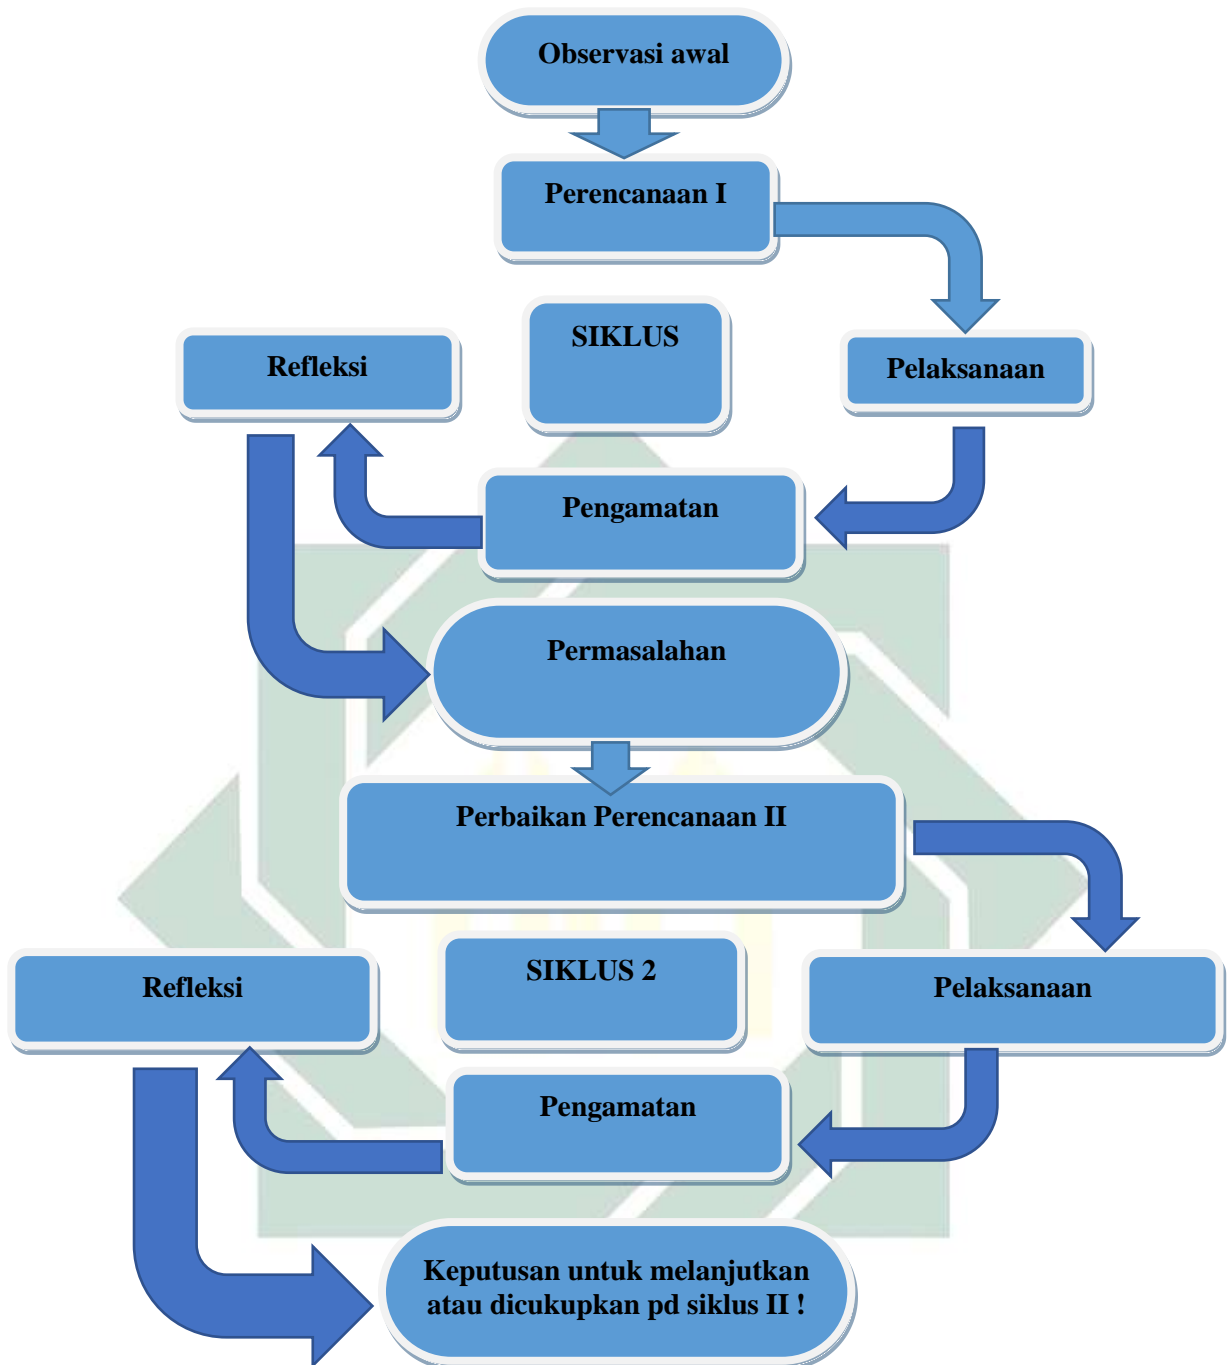 Observasi awal
Perencanaan I
SIKLUS
Refleksi
Pelaksanaan
Pengamatan
Permasalahan
Perbaikan Perencanaan II
SIKLUS 2
Refleksi
Pelaksanaan
Pengamatan
Keputusan untuk melanjutkan
atau dicukupkan pd siklus II !